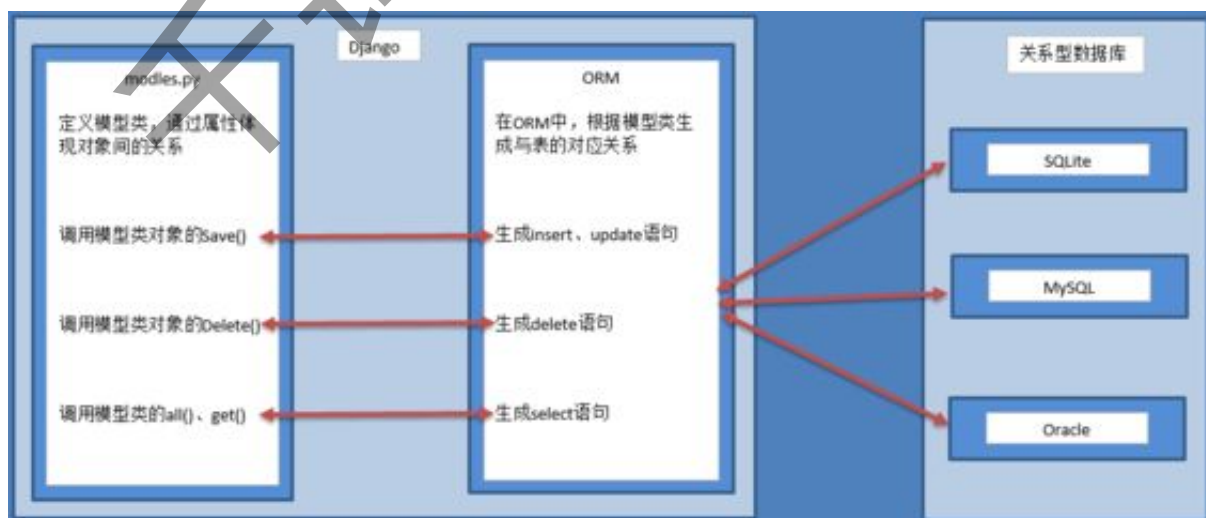 Django
modles.py
定义模型类，通过属性体
现对象间的关系
调用模型类对象的Save()
调用模型类对象的Delete()
调用模型类的all()、get()
ORM
在ORM中，根据模型类生
成与表的对应关系
生成insert、update语句
生成delete语句
生成select语句
关系型数据库
SQLite
MySQL
Oracle